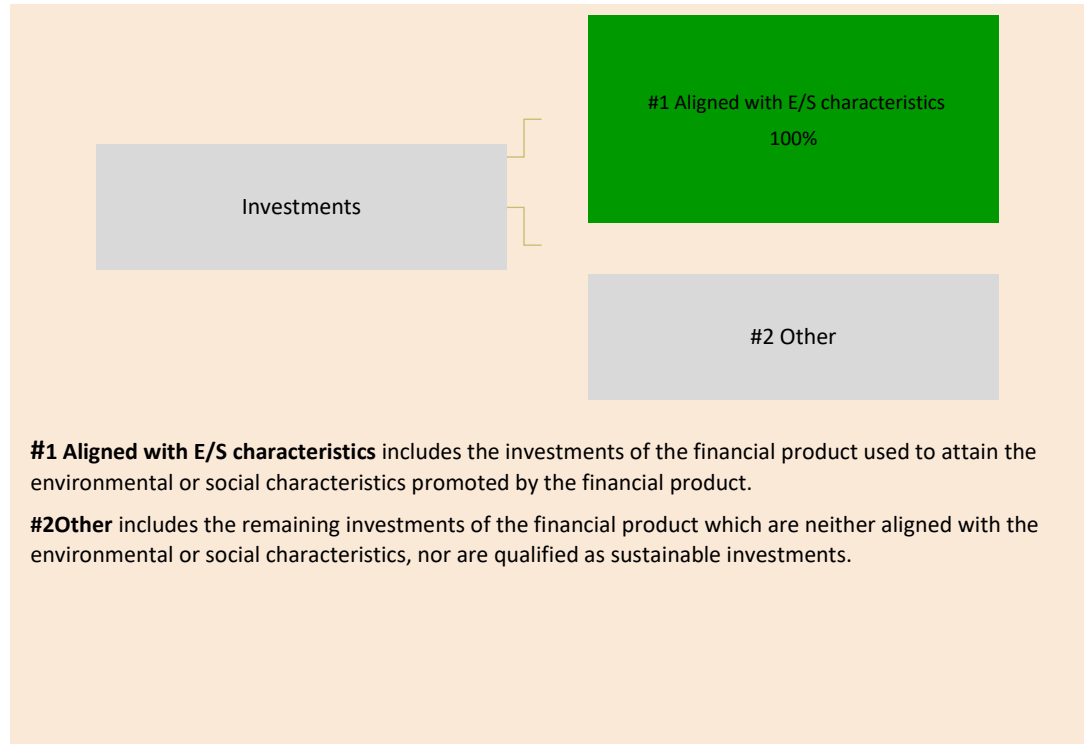 #1 Aligned with E/S characteristics
100%
Investments
#2 Other
#1 Aligned with E/S characteristics includes the investments of the financial product used to attain the
environmental or social characteristics promoted by the financial product.
#2Other includes the remaining investments of the financial product which are neither aligned with the
environmental or social characteristics, nor are qualified as sustainable investments.